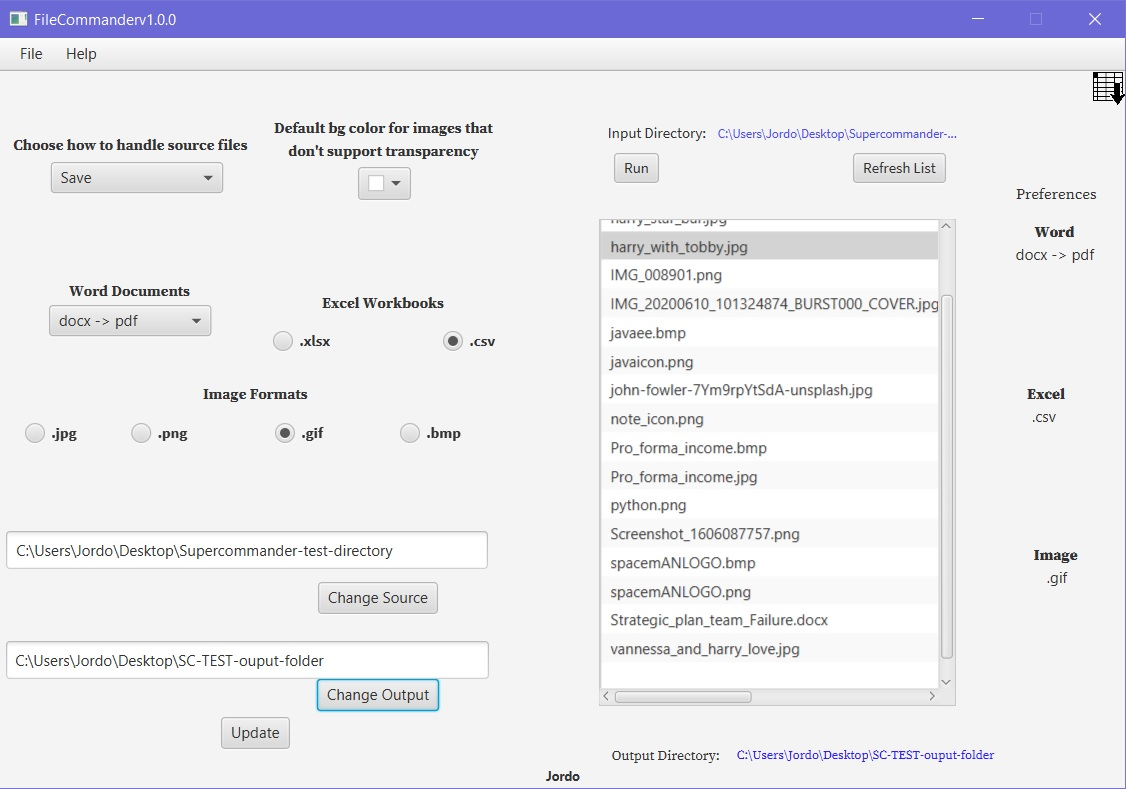 FileCommanderv1.0.0
File Help
Choose how to handle source files
Save
Default bg color for images that
don't support transparency
Word Documents
docx -> pdf
Excel Workbooks
.xlsx .csv
Image Formats
.jpg .png .gif .bmp
C:\Users\Jordo\Desktop\Supercommander-test-directory
Change Source
C:\Users\Jordo\Desktop\SC-TEST-ouput-folder
Change Output
Update
Input Directory: C:\Users\Jordo\Desktop\Supercommander-...
Run Refresh List
harry_star_bar.jpg
harry_with_tobby.jpg
IMG_008901.png
IMG_20200610_101324874_BURST000_COVER.jpg
javaee.bmp
javaicon.png
john-fowler-7Ym9rpYtSdA-unsplash.jpg
note_icon.png
Pro_forma_income.bmp
Pro_forma_income.jpg
python.png
Screenshot_1606087757.png
spacemANLOGO.bmp
spacemANLOGO.png
Strategic_plan_team_Failure.docx
vannessa_and_harry_love.jpg
Output Directory: C:\Users\Jordo\Desktop\SC-TEST-ouput-folder
Preferences
Word
docx -> pdf
Excel
.csv
Image
.gif
Jordo